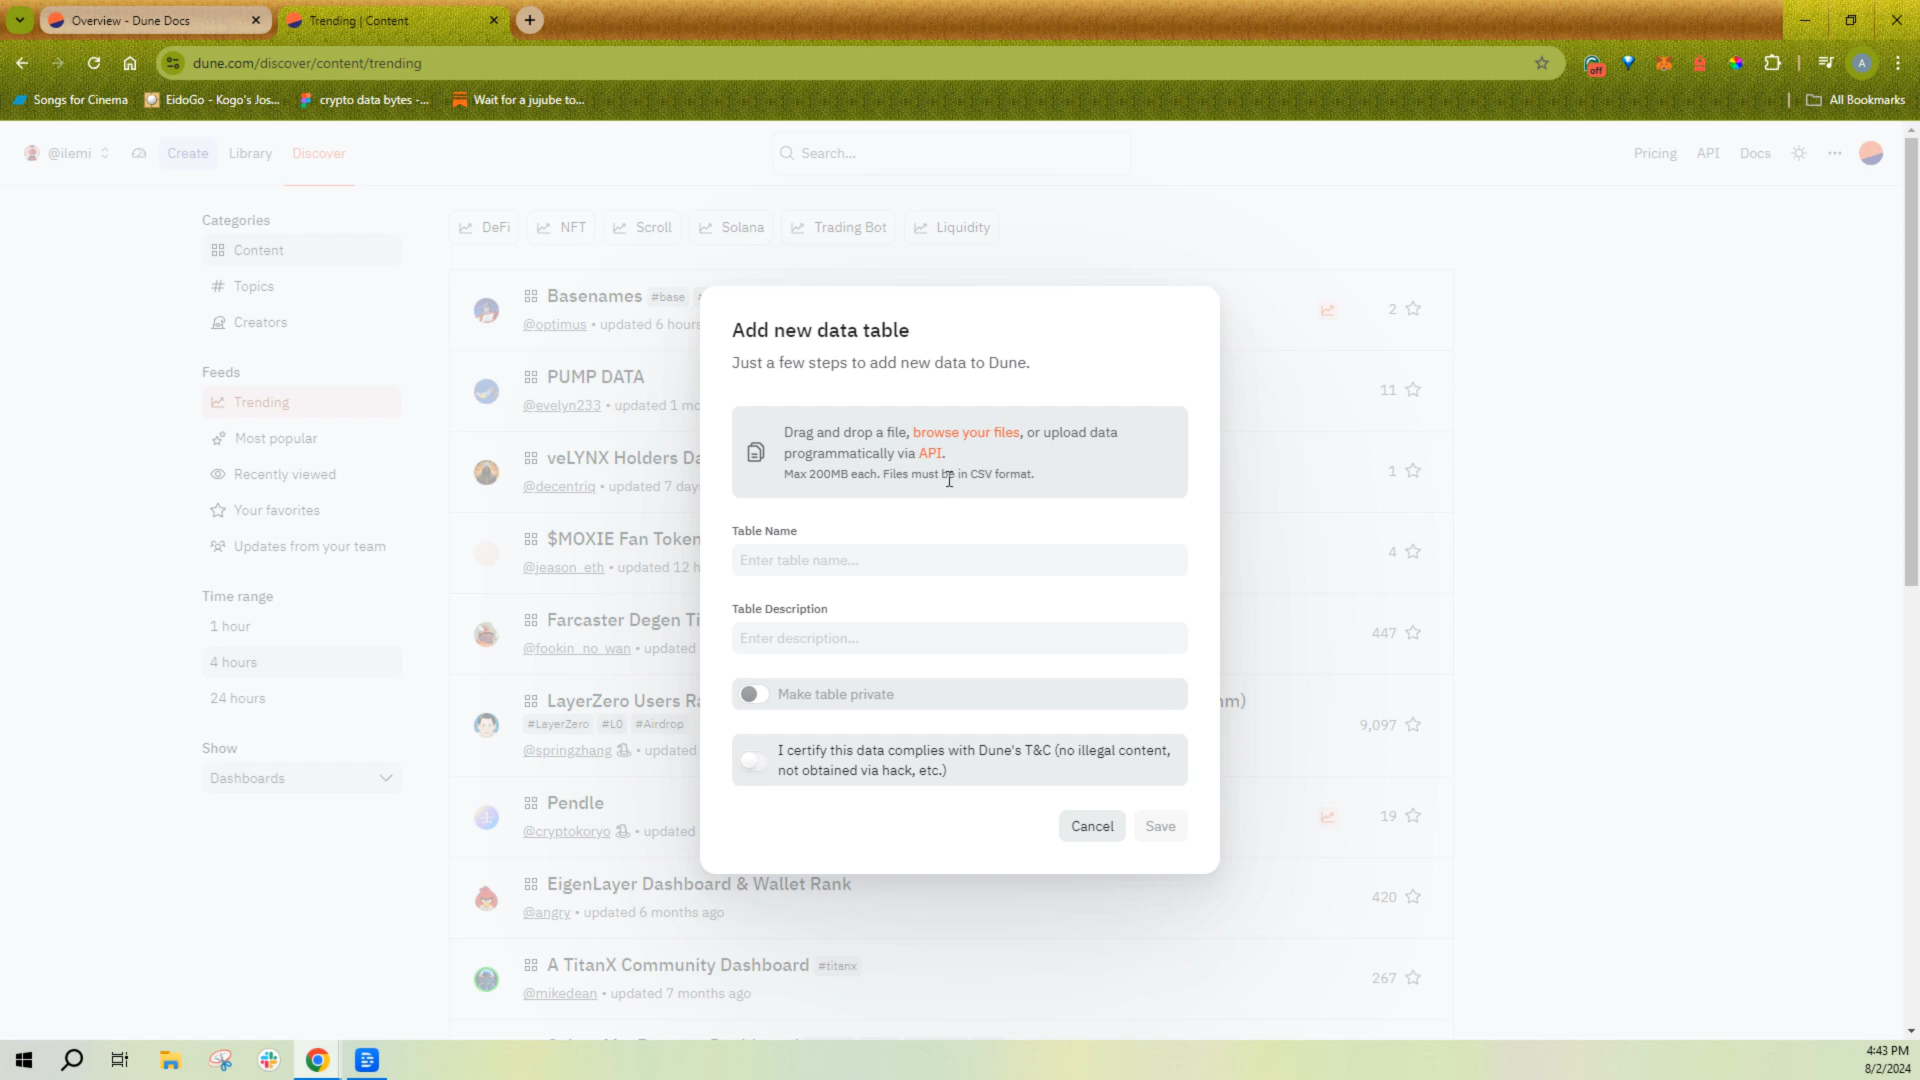 Overview - Dune Docs
Trending | Content
dune.com/discover/content/trending
off
A
Songs for Cinema
EidoGo - Kogo's Jos...
crypto data bytes -...
Wait for a jujube to...
All Bookmarks
@ilemi
Create
Library
Discover
Search...
Pricing
API
Docs
Categories
Content
Topics
Creators
Feeds
Trending
Most popular
Recently viewed
Your favorites
Updates from your team
Time range
1 hour
4 hours
24 hours
Show
Dashboards
DeFi
NFT
Scroll
Solana
Trading Bot
Liquidity
Basenames #base
@optimus • updated 6 hours
2
PUMP DATA
@evelyn233 • updated 1 mo
11
veLYNX Holders Da
@decentriq • updated 7 day
1
$MOXIE Fan Token
@jeason_eth • updated 12 h
4
Farcaster Degen Ti
@fookin_no_wan • updated
447
LayerZero Users Ra
#LayerZero #L0 #Airdrop
@springzhang • updated
9,097
Pendle
@cryptokoryo • updated
19
EigenLayer Dashboard & Wallet Rank
@angry • updated 6 months ago
420
A TitanX Community Dashboard #titanx
@mikedean • updated 7 months ago
267
Add new data table
Just a few steps to add new data to Dune.
Drag and drop a file, browse your files, or upload data
programmatically via API.
Max 200MB each. Files must be in CSV format.
Table Name
Enter table name...
Table Description
Enter description...
Make table private
I certify this data complies with Dune's T&C (no illegal content,
not obtained via hack, etc.)
Cancel
Save
4:43 PM
8/2/2024